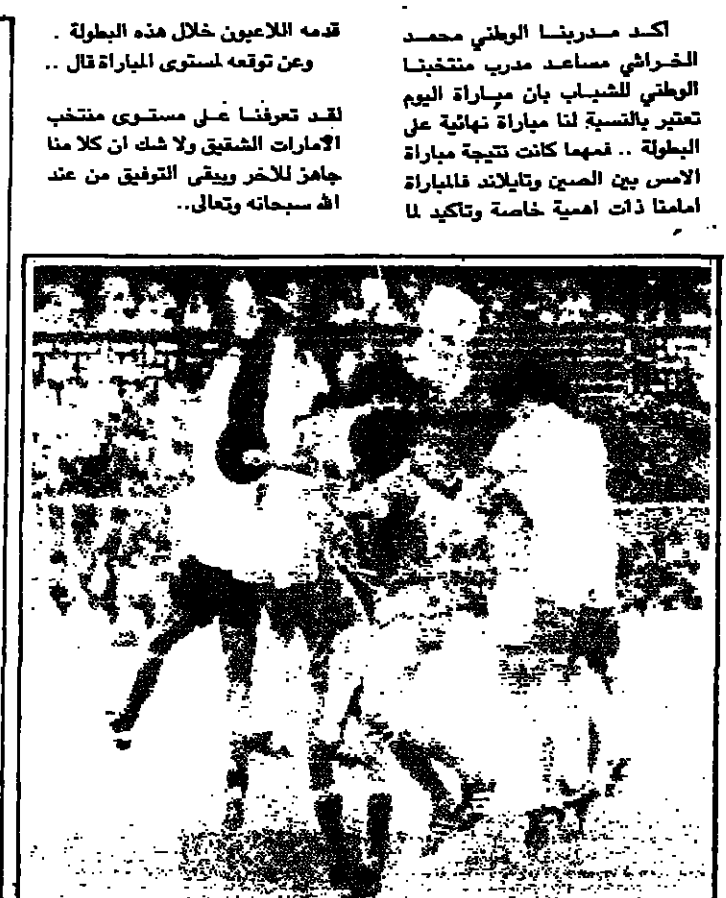 اكد مدربنا الوطني محمد
الخراشي مساعد مدرب منتخبنا
الوطني للشباب بان مباراة اليوم
تعتبر بالنسبة لنا مباراة نهائية على
البطولة .. فمهما كانت نتيجة مباراة
الامس بين الصين وتايلاند فالمباراة
امامنا ذات اهمية خاصة وتاكيد لما
قدمه اللاعبون خلال هذه البطولة .
وعن توقعه لمستوى المباراة قال ..
لقد تعرفنا على مستوى منتخب
الامارات الشقيق ولا شك ان كلا منا
جاهز للاخر ويبقى التوفيق من عند
الله سبحانه وتعالى..